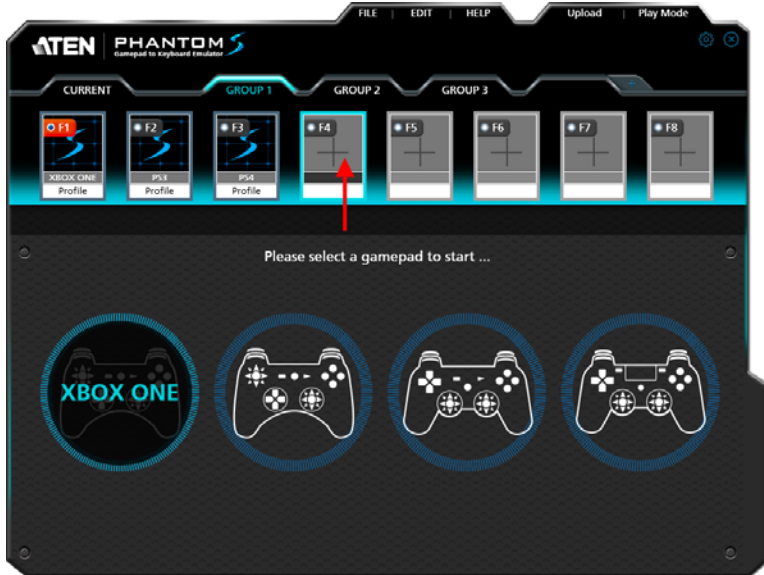 FILE | EDIT | HELP
Upload | Play Mode
ATEN PHANTOM S
Gamepad to Keyboard Emulator
CURRENT GROUP 1 GROUP 2 GROUP 3
F1 F2 F3 F4 F5 F6 F7 F8
XBOX ONE PS3 PS4
Profile Profile Profile
Please select a gamepad to start ...
XBOX ONE